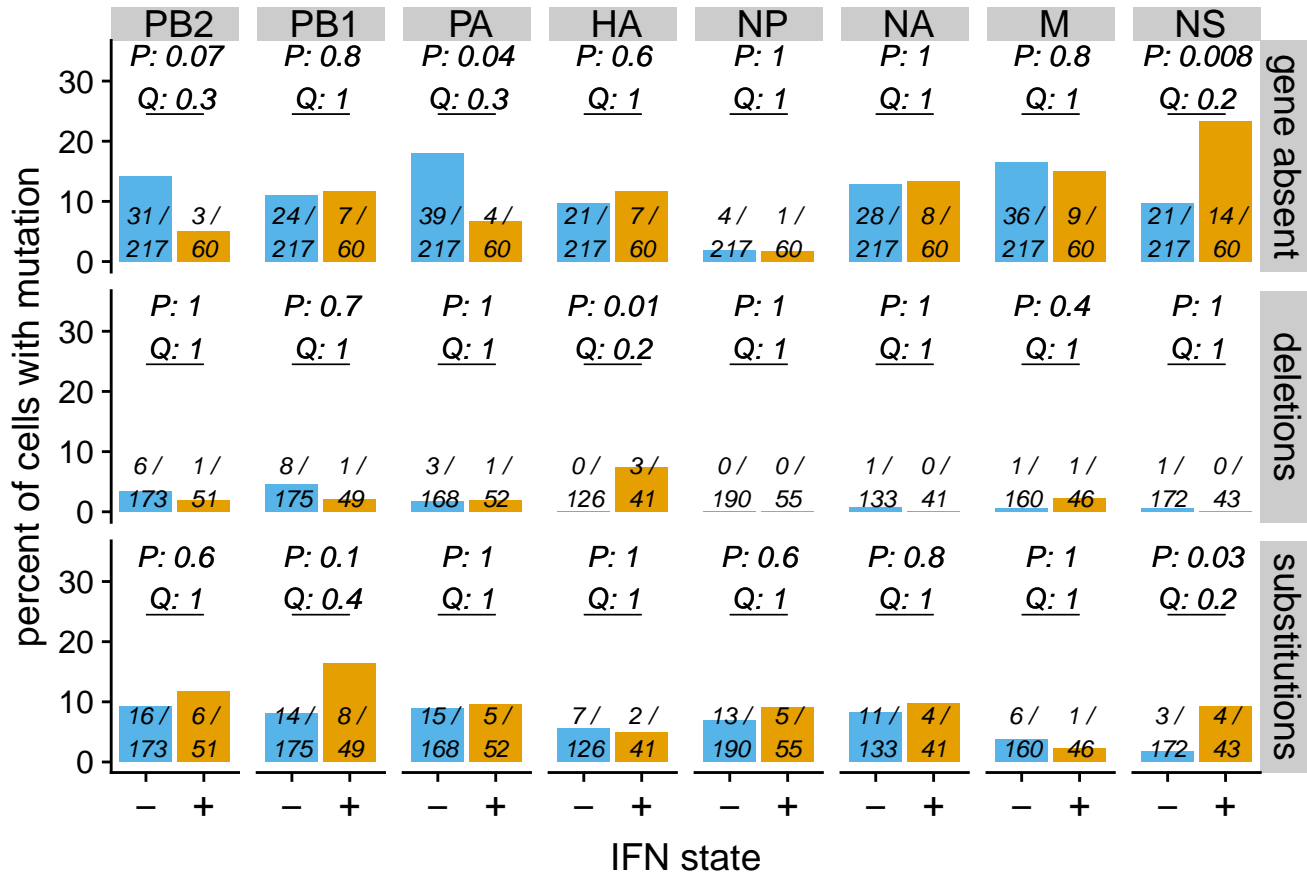 PB2 PB1 PA HA NP NA M NS
P: 0.07 P: 0.8 P: 0.04 P: 0.6 P: 1 P: 1 P: 0.8 P: 0.008
30
Q: 0.3 Q: 1 Q: 0.3 Q: 1 Q: 1 Q: 1 Q: 1 Q: 0.2
20
10
31 / 3 / 24 / 7 / 39 / 4 / 21 / 7 / 4 / 1 / 28 / 8 / 36 / 9 / 21 / 14 /
217 60 217 60 217 60 217 60 217 60 217 60 217 60 217 60
0
gene absent
P: 1 P: 0.7 P: 1 P: 0.01 P: 1 P: 1 P: 0.4 P: 1
30
Q: 1 Q: 1 Q: 1 Q: 0.2 Q: 1 Q: 1 Q: 1 Q: 1
20
10
6 / 1 / 8 / 1 / 3 / 1 / 0 / 3 / 0 / 0 / 1 / 0 / 1 / 1 / 1 / 0 /
173 51 175 49 168 52 126 41 190 55 133 41 160 46 172 43
0
deletions
P: 0.6 P: 0.1 P: 1 P: 1 P: 0.6 P: 0.8 P: 1 P: 0.03
30
Q: 1 Q: 0.4 Q: 1 Q: 1 Q: 1 Q: 1 Q: 1 Q: 0.2
20
10
16 / 6 / 14 / 8 / 15 / 5 / 7 / 2 / 13 / 5 / 11 / 4 / 6 / 1 / 3 / 4 /
173 51 175 49 168 52 126 41 190 55 133 41 160 46 172 43
0
substitutions
− + − + − + − + − + − + − + − +
IFN state
percent of cells with mutation